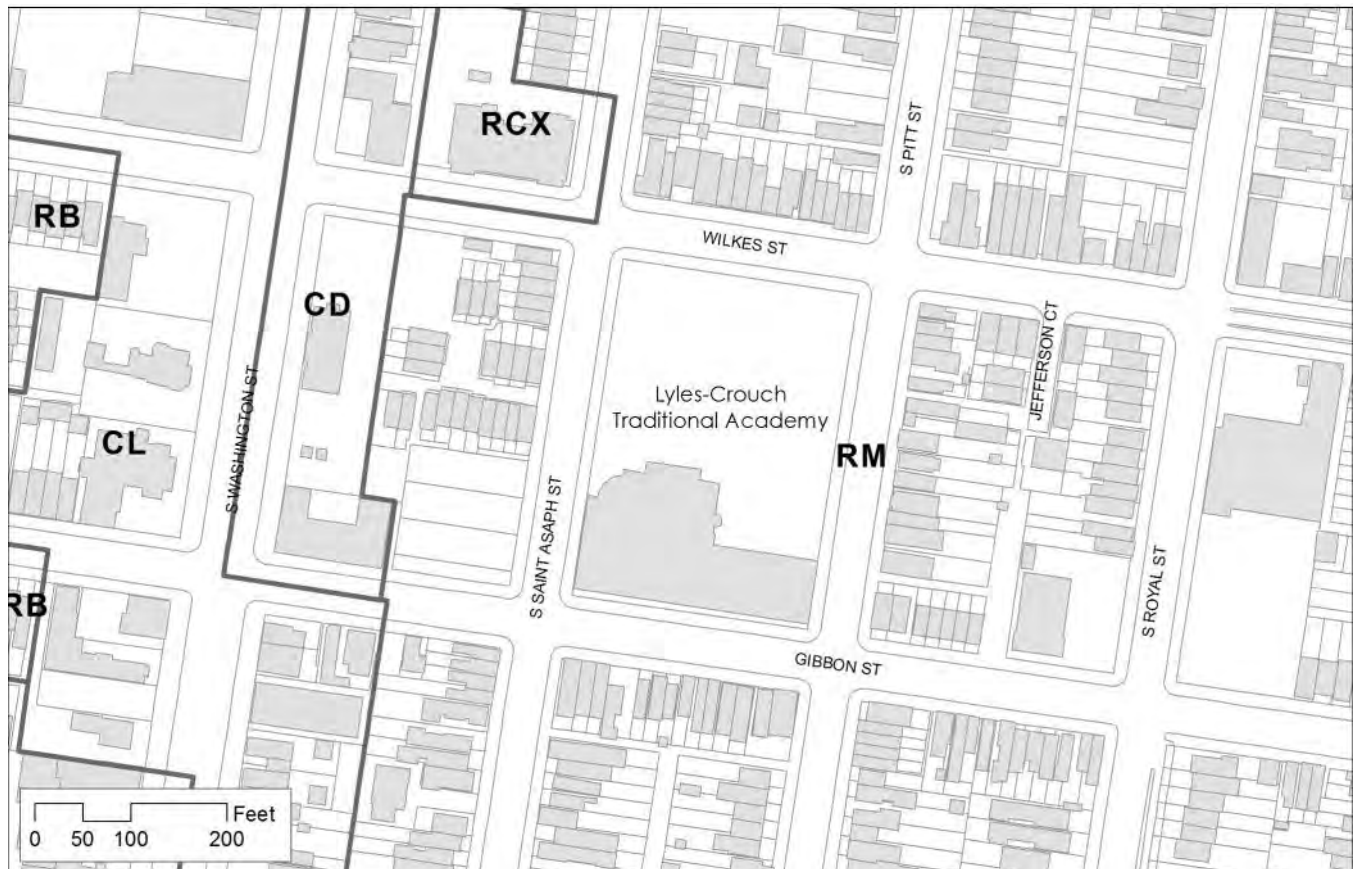 RCX
S PITT ST
RB
WILKES ST
CD
JEFFERSON CT
Lyles-Crouch
Traditional Academy
S WASHINGTON ST
CL
RM
S SAINT ASAPH ST
S ROYAL ST
RB
GIBBON ST
Feet
0 50 100 200